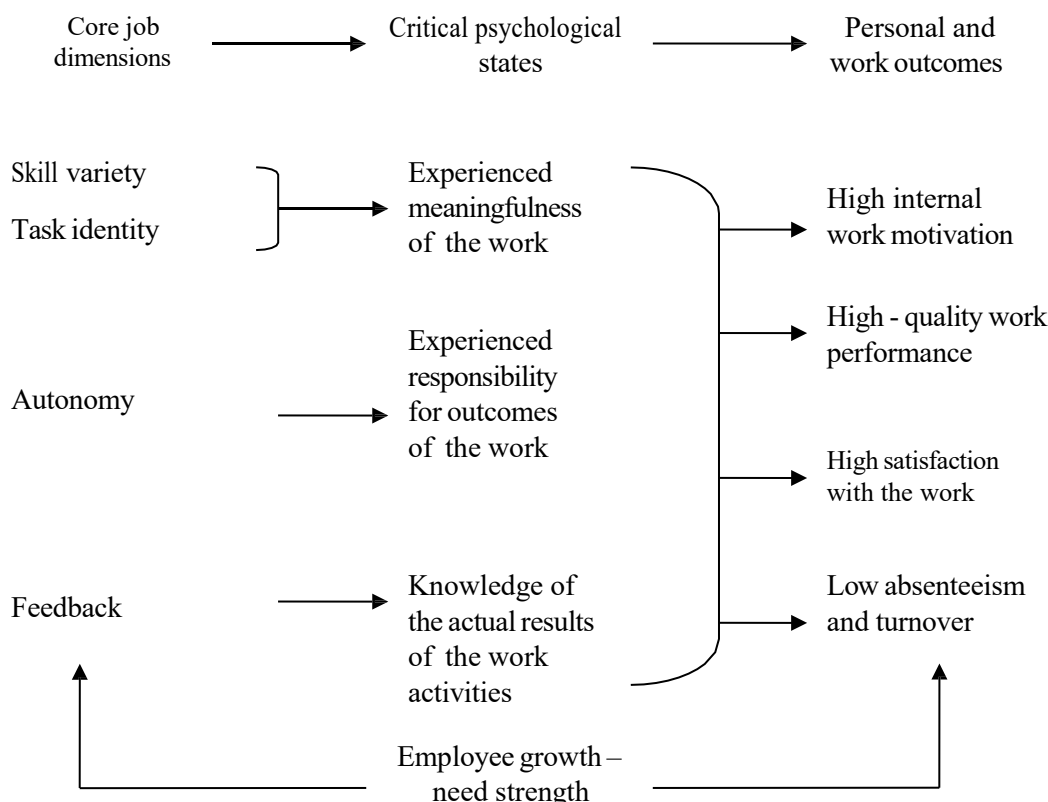 Core job
dimensions
Critical psychological
states
Personal and
work outcomes
Skill variety
Task identity
Experienced
meaningfulness
of the work
High internal
work motivation
Autonomy
Experienced
responsibility
for outcomes
of the work
High - quality work
performance
High satisfaction
with the work
Feedback
Knowledge of
the actual results
of the work
activities
Low absenteeism
and turnover
Employee growth –
need strength